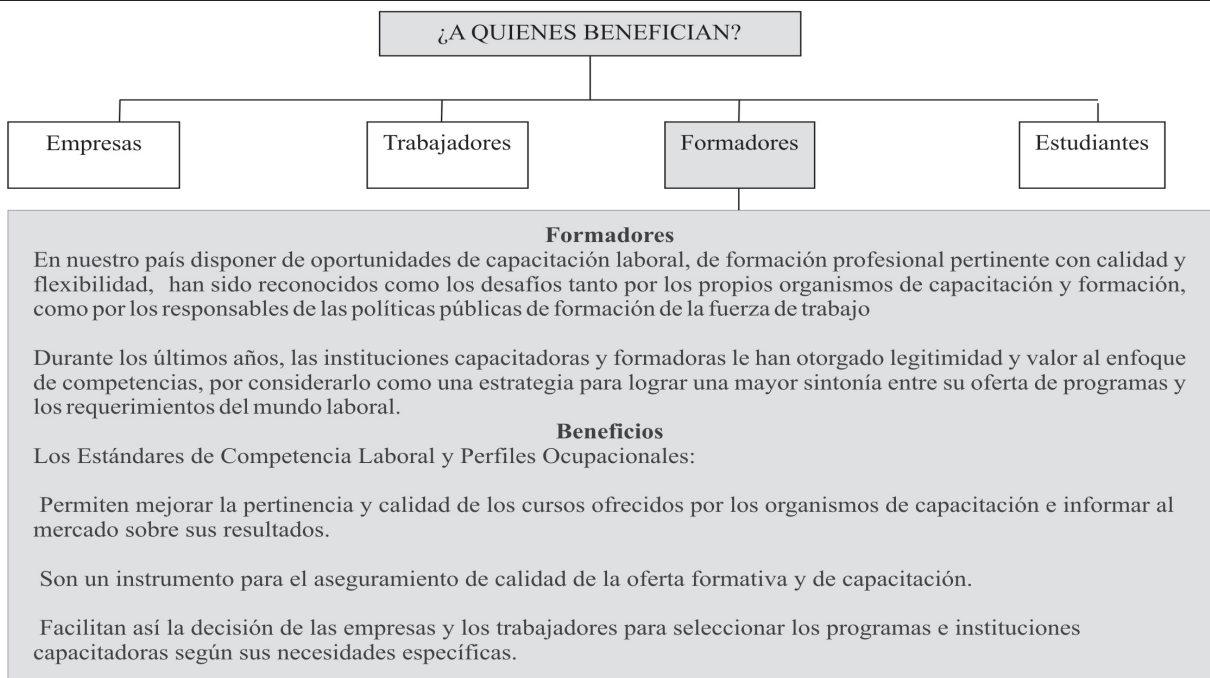 ¿A QUIENES BENEFICIAN?
Empresas
Trabajadores
Formadores
Estudiantes
Formadores
En nuestro país disponer de oportunidades de capacitación laboral, de formación profesional pertinente con calidad y
flexibilidad, han sido reconocidos como los desafíos tanto por los propios organismos de capacitación y formación,
como por los responsables de las políticas públicas de formación de la fuerza de trabajo
Durante los últimos años, las instituciones capacitadoras y formadoras le han otorgado legitimidad y valor al enfoque
de competencias, por considerarlo como una estrategia para lograr una mayor sintonía entre su oferta de programas y
los requerimientos del mundo laboral.
Beneficios
Los Estándares de Competencia Laboral y Perfiles Ocupacionales:
Permiten mejorar la pertinencia y calidad de los cursos ofrecidos por los organismos de capacitación e informar al
mercado sobre sus resultados.
Son un instrumento para el aseguramiento de calidad de la oferta formativa y de capacitación.
Facilitan así la decisión de las empresas y los trabajadores para seleccionar los programas e instituciones
capacitadoras según sus necesidades específicas.